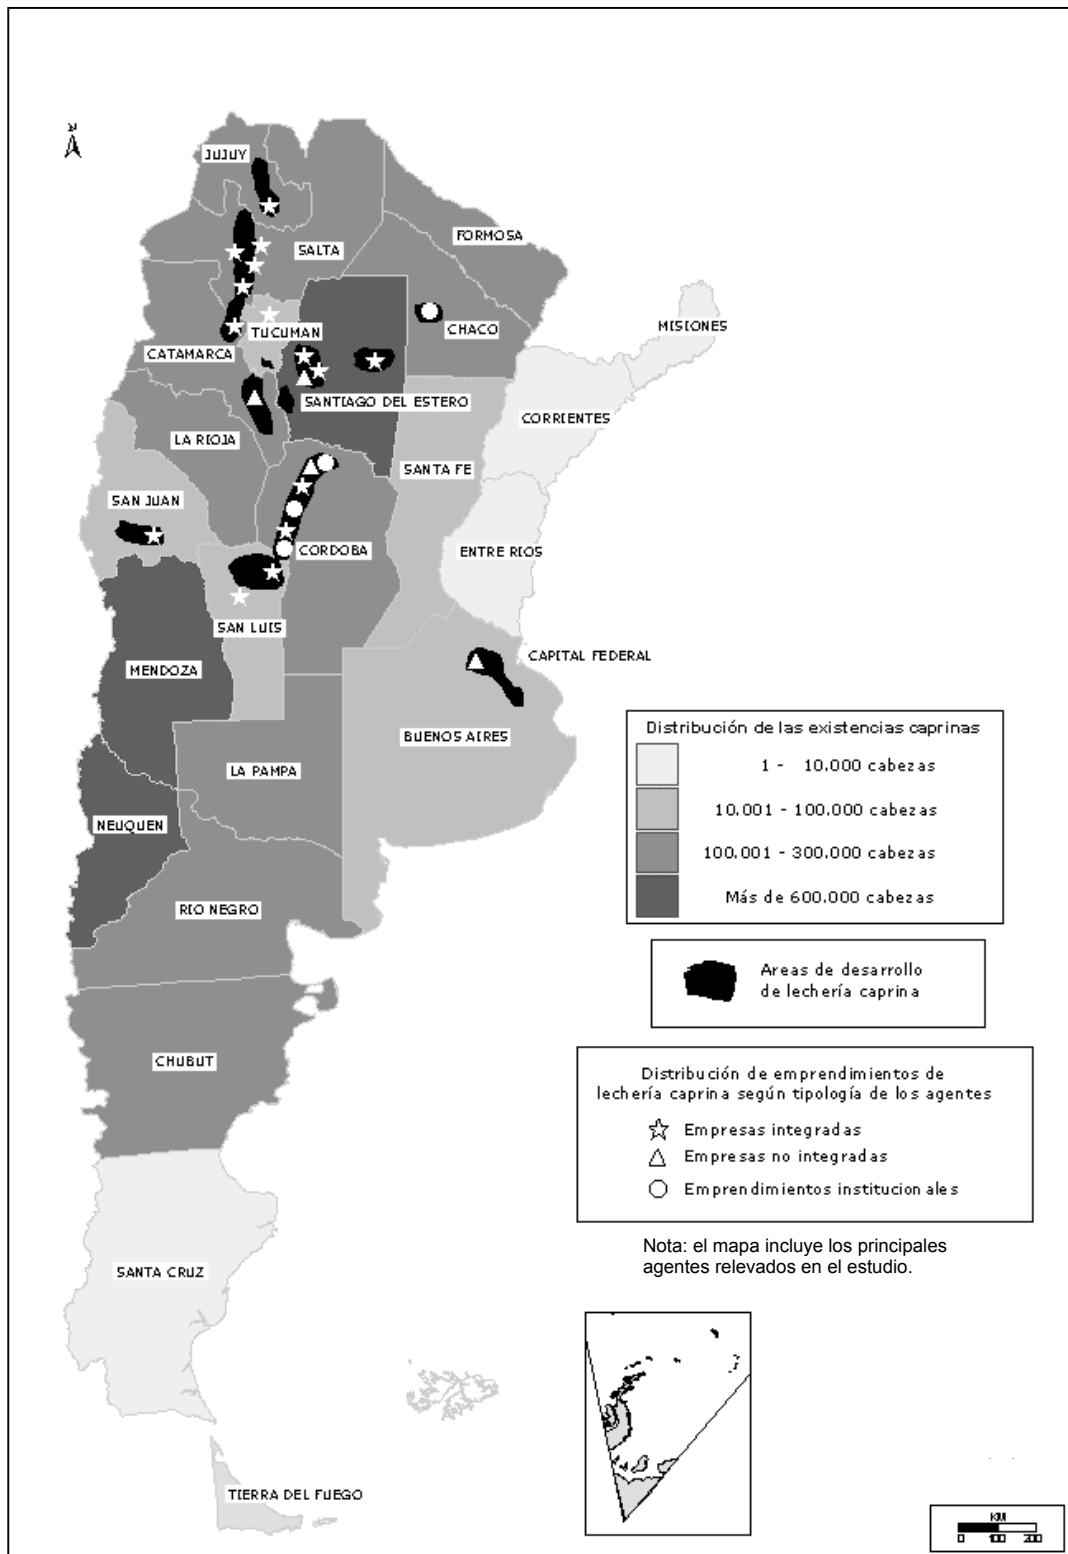 N
JUJUY
FORMOSA
SALTA
MISIONES
CHACO
TUCUMAN
CATAMARCA
SANTIAGO DEL ESTERO
CORRIENTES
LA RIOJA
SANTA FE
SAN JUAN
ENTRE RIOS
CORDOBA
SAN LUIS
CAPITAL FEDERAL
MENDOZA
BUENOS AIRES
LA PAMPA
NEUQUEN
RIO NEGRO
CHUBUT
SANTA CRUZ
TIERRA DEL FUEGO
Distribución de las existencias caprinas
1 - 10.000 cabezas
10.001 - 100.000 cabezas
100.001 - 300.000 cabezas
Más de 600.000 cabezas
Areas de desarrollo
de lechería caprina
Distribución de emprendimientos de
lechería caprina según tipología de los agentes
Empresas integradas
Empresas no integradas
Emprendimientos institucionales
Nota: el mapa incluye los principales
agentes relevados en el estudio.
KM
0 100 200